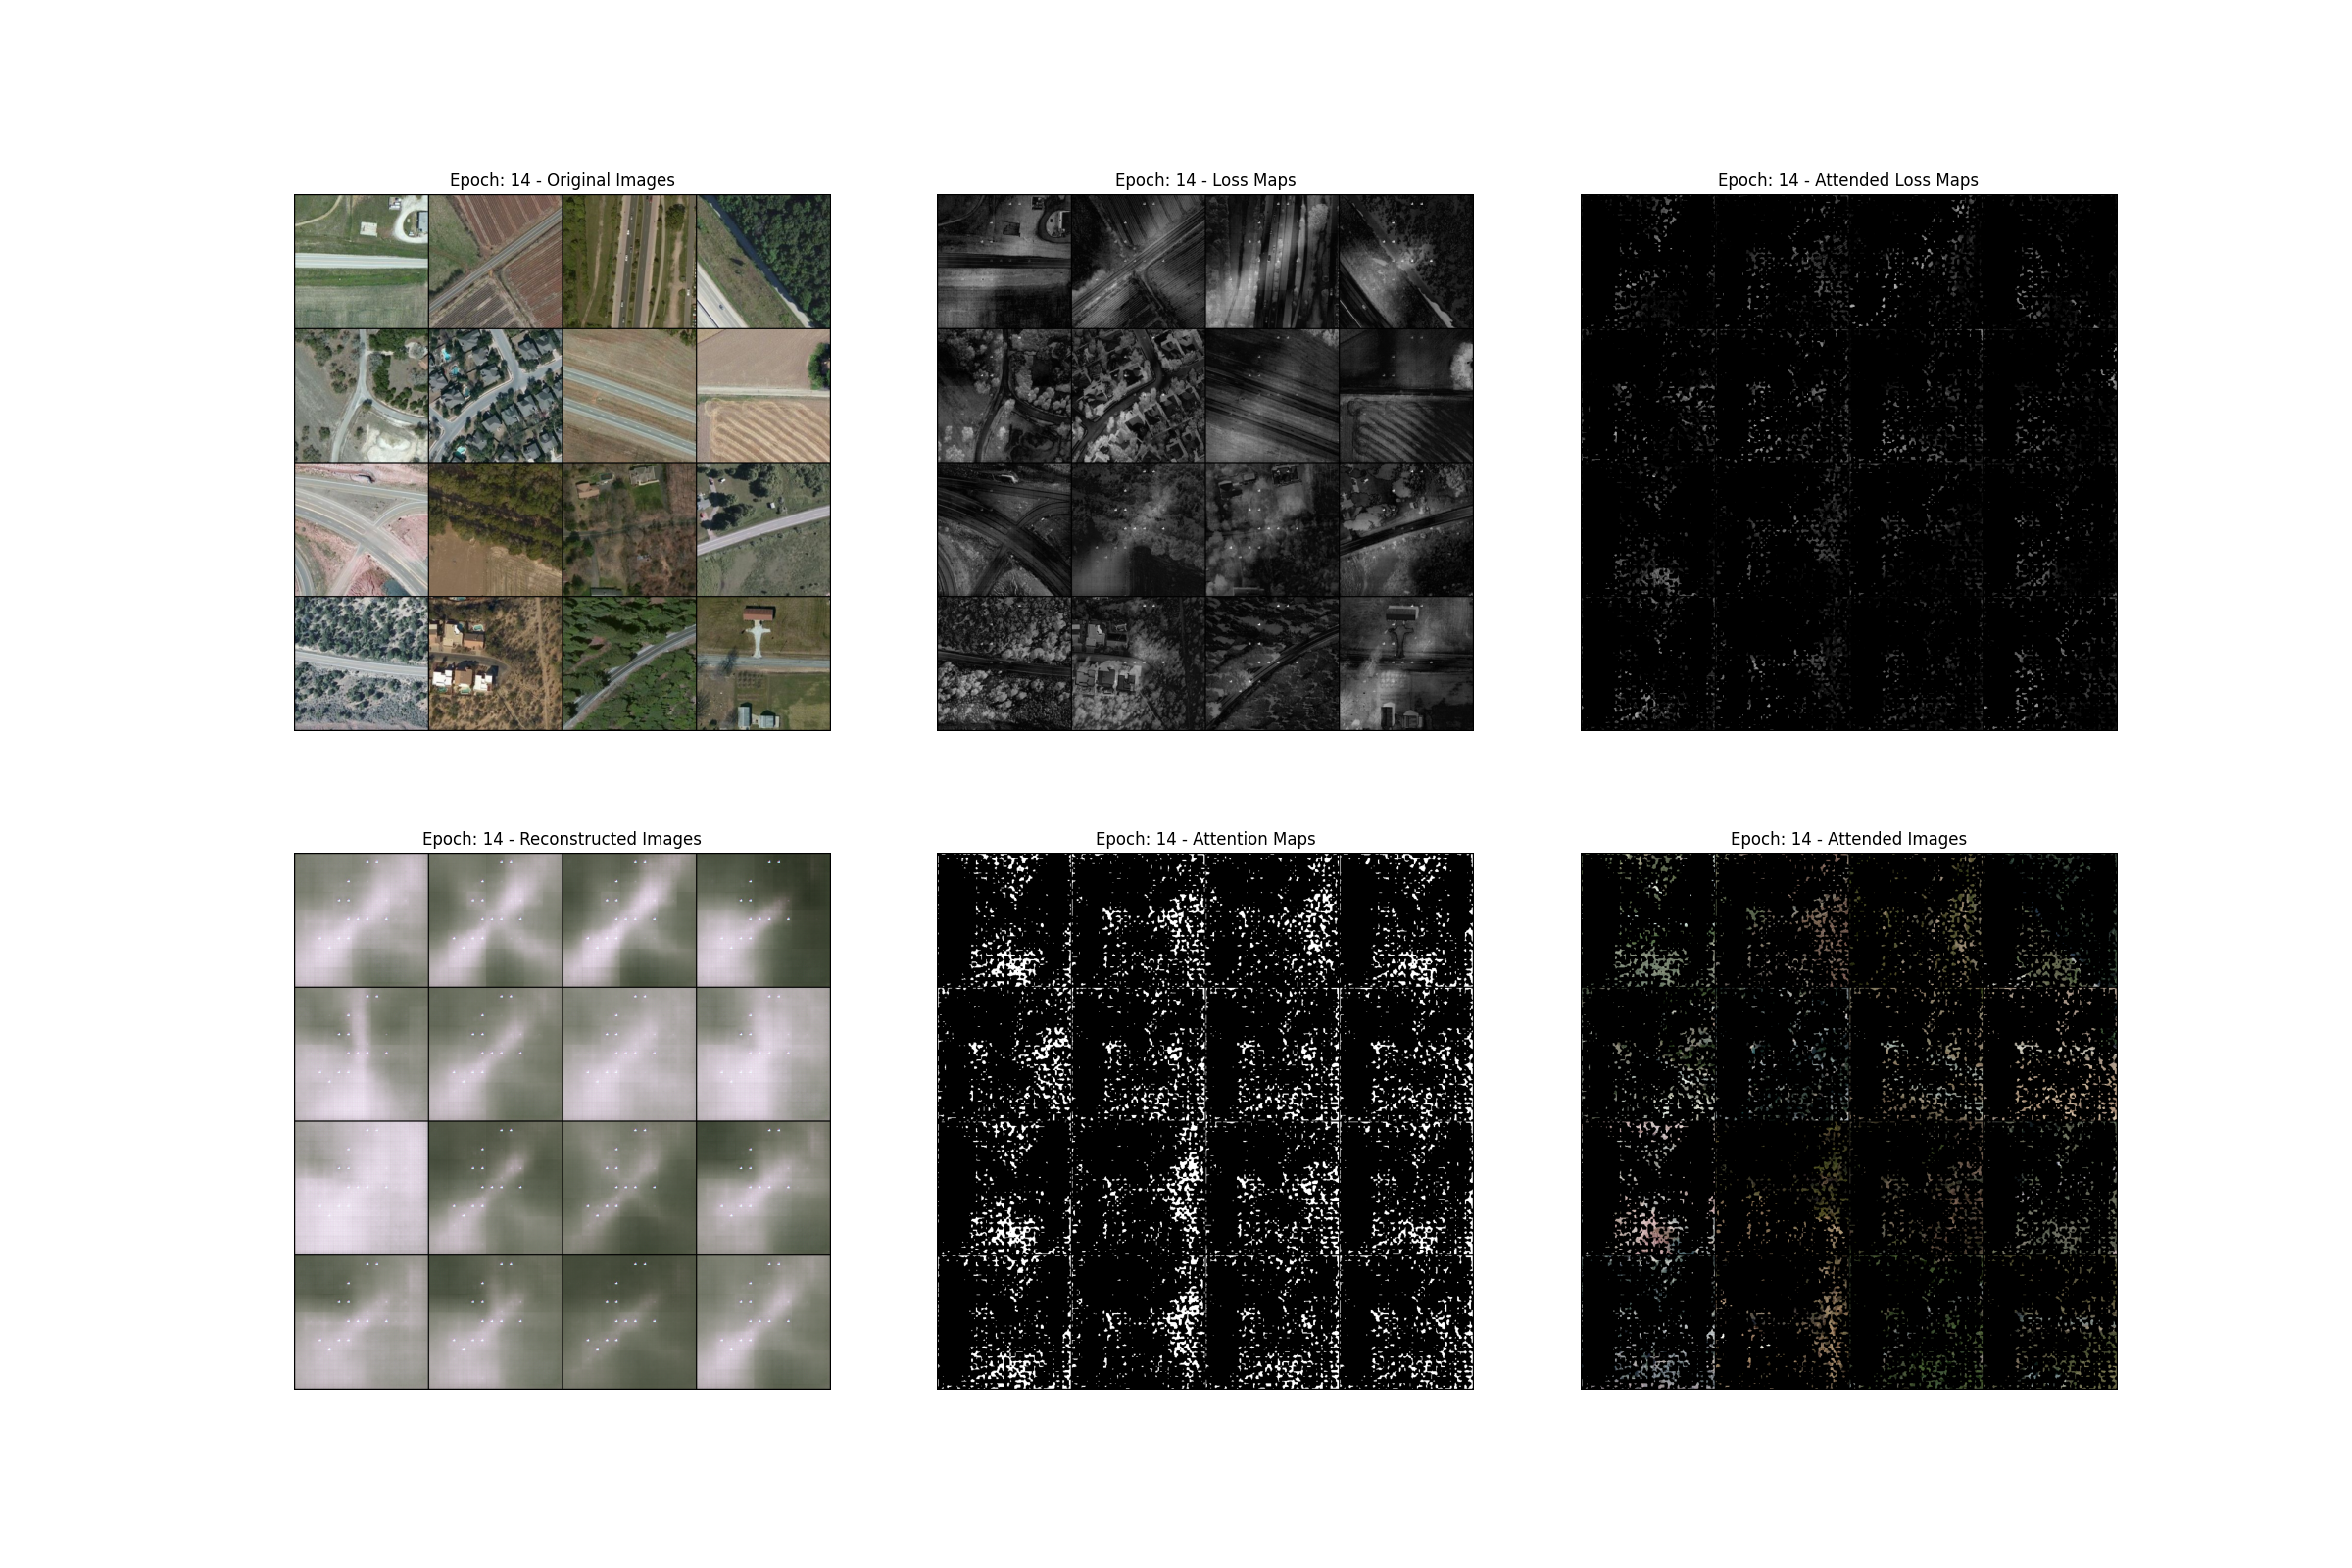 Epoch: 14 - Original Images
Epoch: 14 - Loss Maps
Epoch: 14 - Attended Loss Maps
Epoch: 14 - Reconstructed Images
Epoch: 14 - Attention Maps
Epoch: 14 - Attended Images